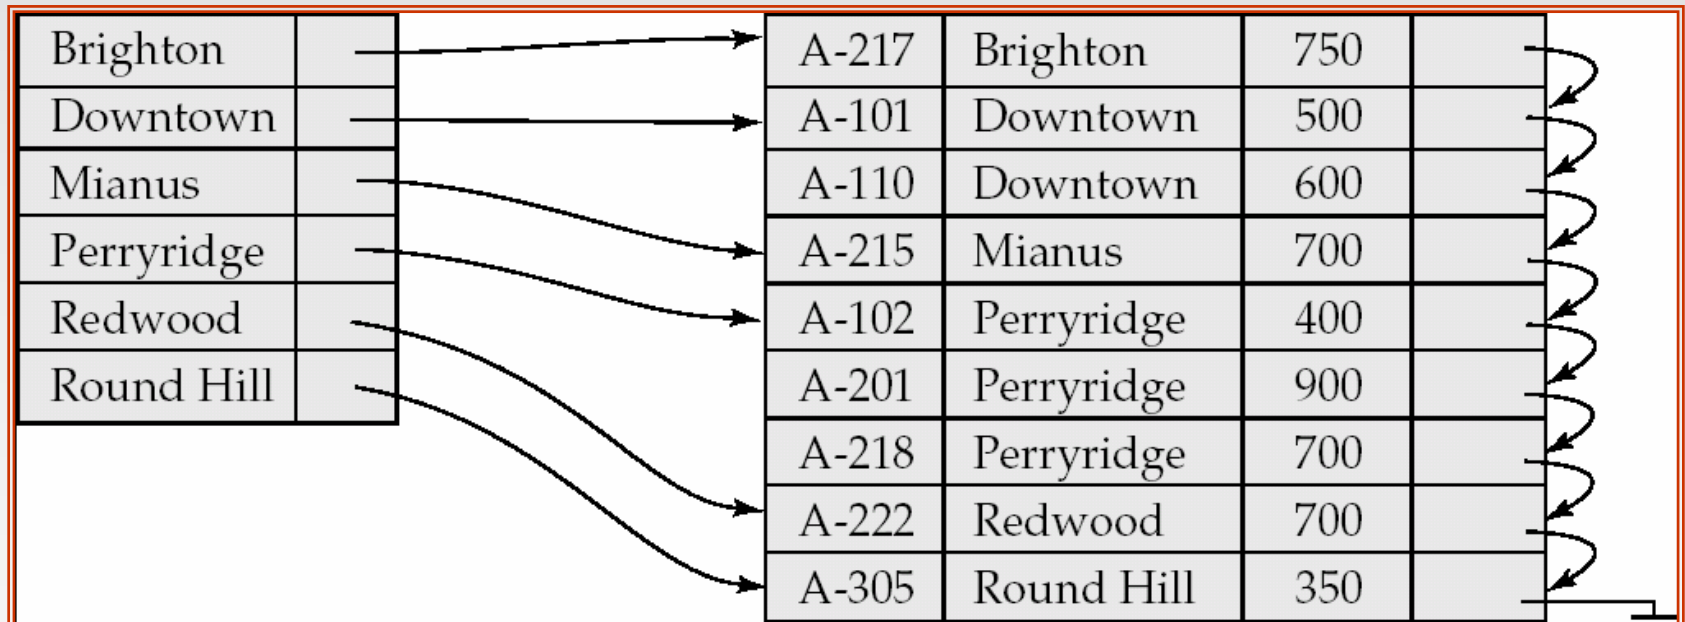 Brighton
Downtown
Mianus
Perryridge
Redwood
Round Hill
A-217 Brighton 750
A-101 Downtown 500
A-110 Downtown 600
A-215 Mianus 700
A-102 Perryridge 400
A-201 Perryridge 900
A-218 Perryridge 700
A-222 Redwood 700
A-305 Round Hill 350